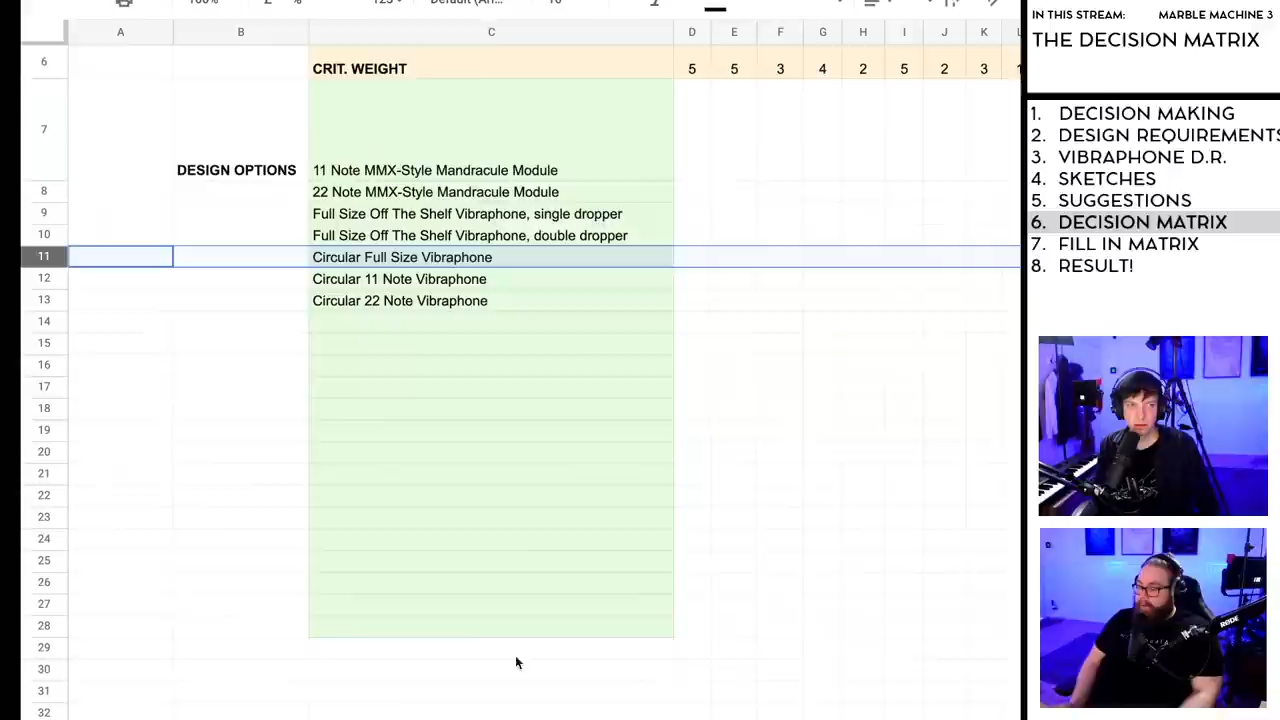 IN THIS STREAM: MARBLE MACHINE 3
THE DECISION MATRIX
A B C D E F G H I J K
6 CRIT. WEIGHT 5 5 3 4 2 5 2 3
7
DESIGN OPTIONS 11 Note MMX-Style Mandracule Module
8 22 Note MMX-Style Mandracule Module
9 Full Size Off The Shelf Vibraphone, single dropper
10 Full Size Off The Shelf Vibraphone, double dropper
11 Circular Full Size Vibraphone
12 Circular 11 Note Vibraphone
13 Circular 22 Note Vibraphone
14
15
16
17
18
19
20
21
22
23
24
25
26
27
28
29
30
31
32
1. DECISION MAKING
2. DESIGN REQUIREMENTS
3. VIBRAPHONE D.R.
4. SKETCHES
5. SUGGESTIONS
6. DECISION MATRIX
7. FILL IN MATRIX
8. RESULT!
RØDE